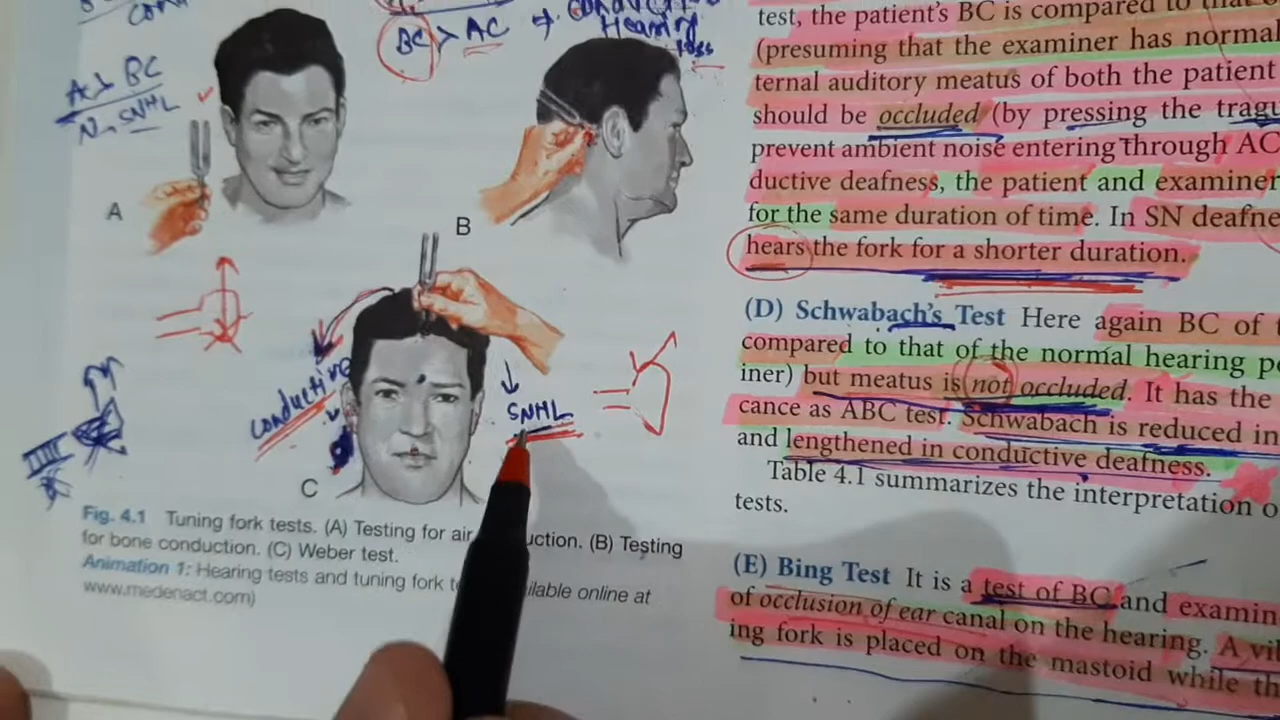 BC > AC ⇒ conductive
Hearing
loss
A > BC
N, SNHL
A
B
conductive
SNHL
C
Fig. 4.1 Tuning fork tests. (A) Testing for air
uction. (B) Testing
for bone conduction. (C) Weber test.
Animation 1: Hearing tests and tuning fork t
ilable online at
www.medenact.com)
test, the patient's BC is compared to that o
(presuming that the examiner has normal
ternal auditory meatus of both the patient
should be occluded (by pressing the tragu
prevent ambient noise entering through AC
ductive deafness, the patient and examiner
for the same duration of time. In SN deafne
hears the fork for a shorter duration.
(D) Schwabach's Test Here again BC of
compared to that of the normal hearing pe
iner) but meatus is not occluded. It has the
cance as ABC test. Schwabach is reduced in
and lengthened in conductive deafness.
Table 4.1 summarizes the interpretation o
tests.
(E) Bing Test It is a test of BC and examin
of occlusion of ear canal on the hearing. A vi
ing fork is placed on the mastoid while th